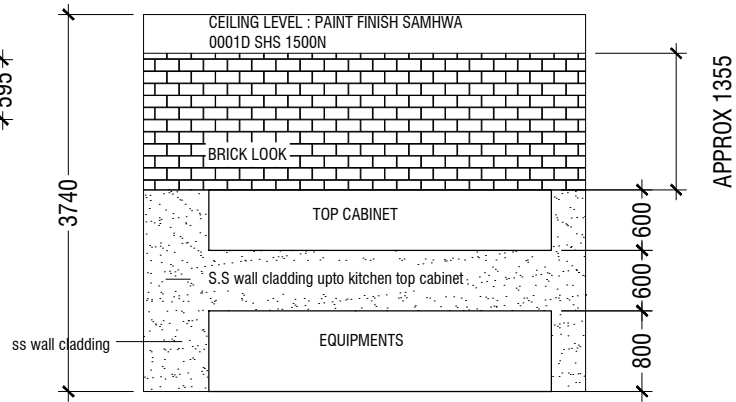 CEILING LEVEL : PAINT FINISH SAMHWA
0001D SHS 1500N
595
3740
APPROX 1355
BRICK LOOK
TOP CABINET
600
S.S wall cladding upto kitchen top cabinet
600
ss wall cladding
EQUIPMENTS
800